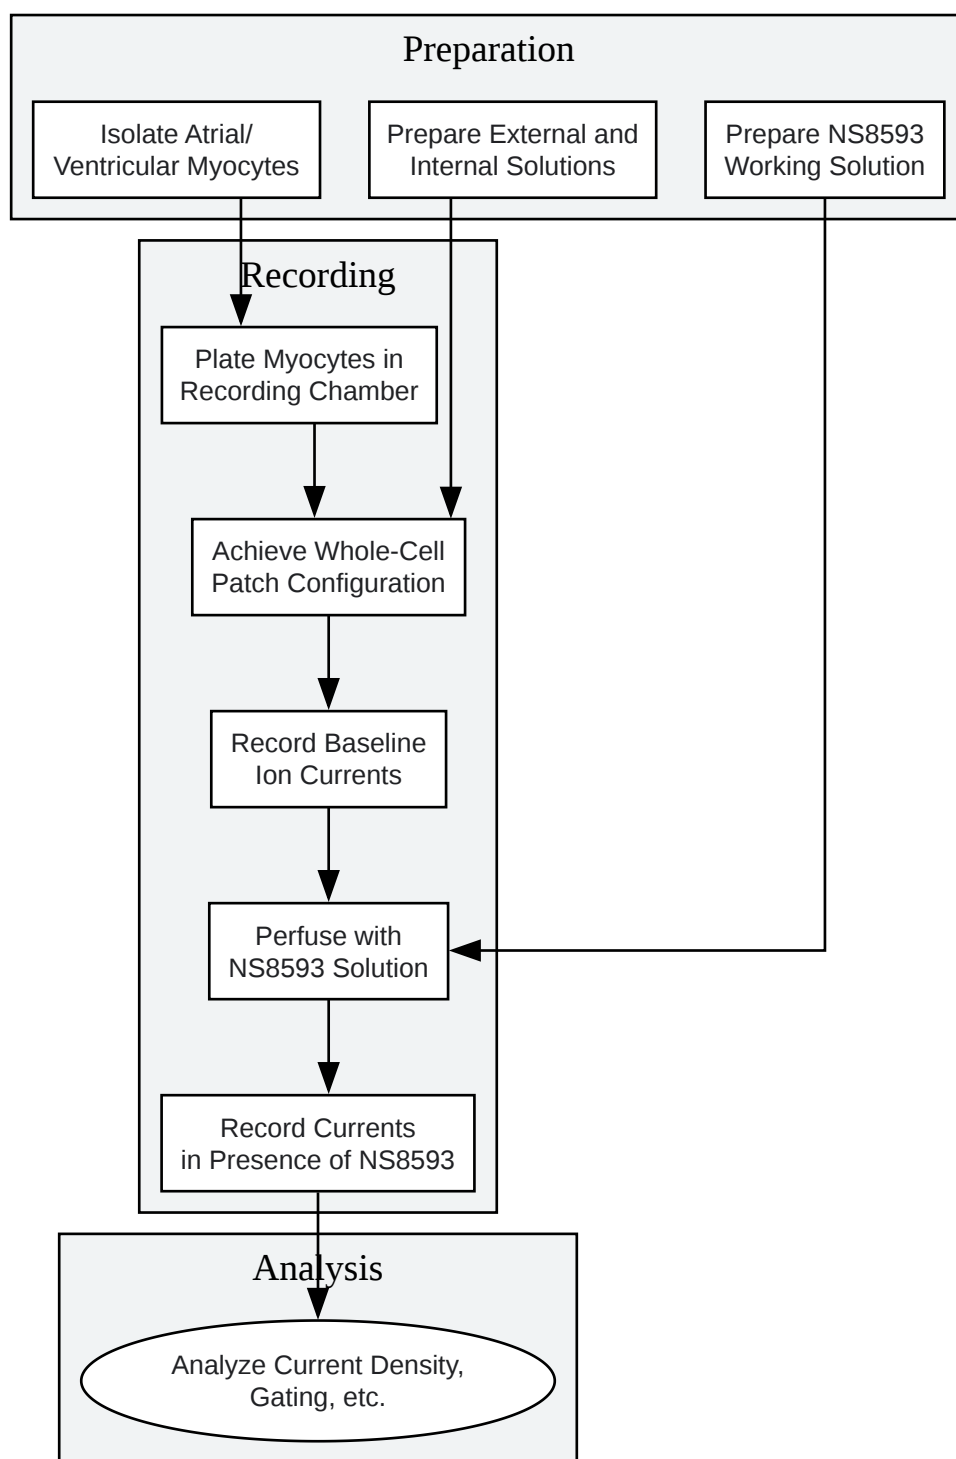 Preparation
Isolate Atrial/
Ventricular Myocytes
Prepare External and
Internal Solutions
Prepare NS8593
Working Solution
Recording
Plate Myocytes in
Recording Chamber
Achieve Whole-Cell
Patch Configuration
Record Baseline
Ion Currents
Perfuse with
NS8593 Solution
Record Currents
in Presence of NS8593
Analysis
Analyze Current Density,
Gating, etc.